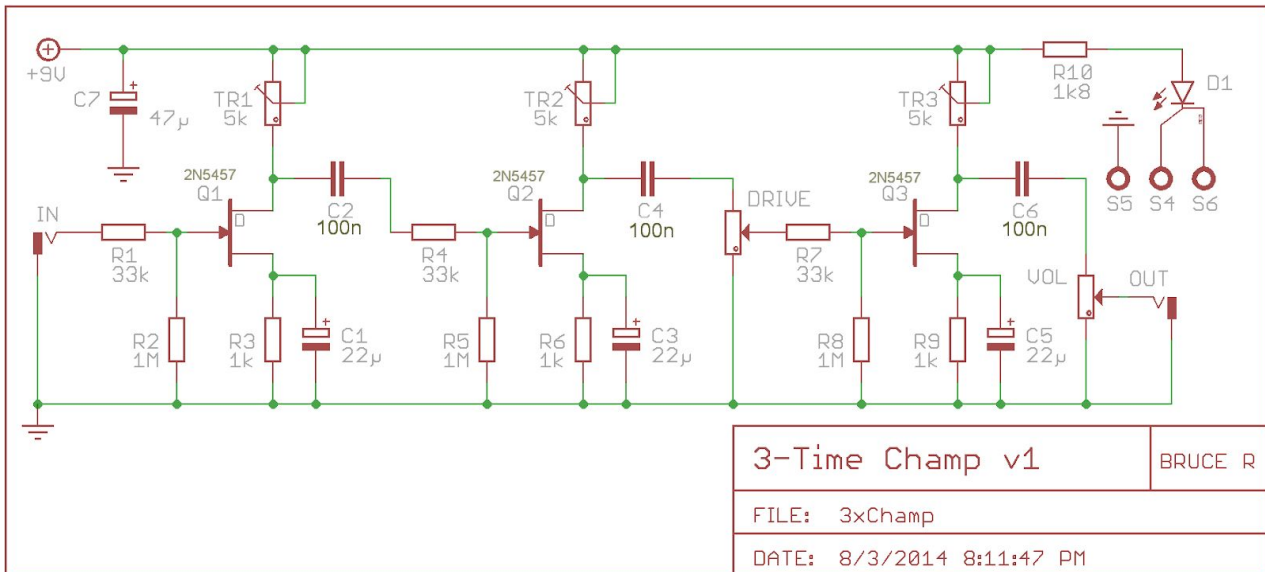 +9V
C7
47µ
TR1
5k
2N5457
Q1
D
C2
100n
IN
R1
33k
R2
1M
R3
1k
C1
22µ
TR2
5k
2N5457
Q2
D
C4
100n
R4
33k
R5
1M
R6
1k
C3
22µ
DRIVE
R7
33k
TR3
5k
2N5457
Q3
D
C6
100n
R8
1M
R9
1k
C5
22µ
VOL
OUT
R10
1k8
D1
S5
S4
S6
3-Time Champ v1
BRUCE R
FILE: 3xChamp
DATE: 8/3/2014 8:11:47 PM